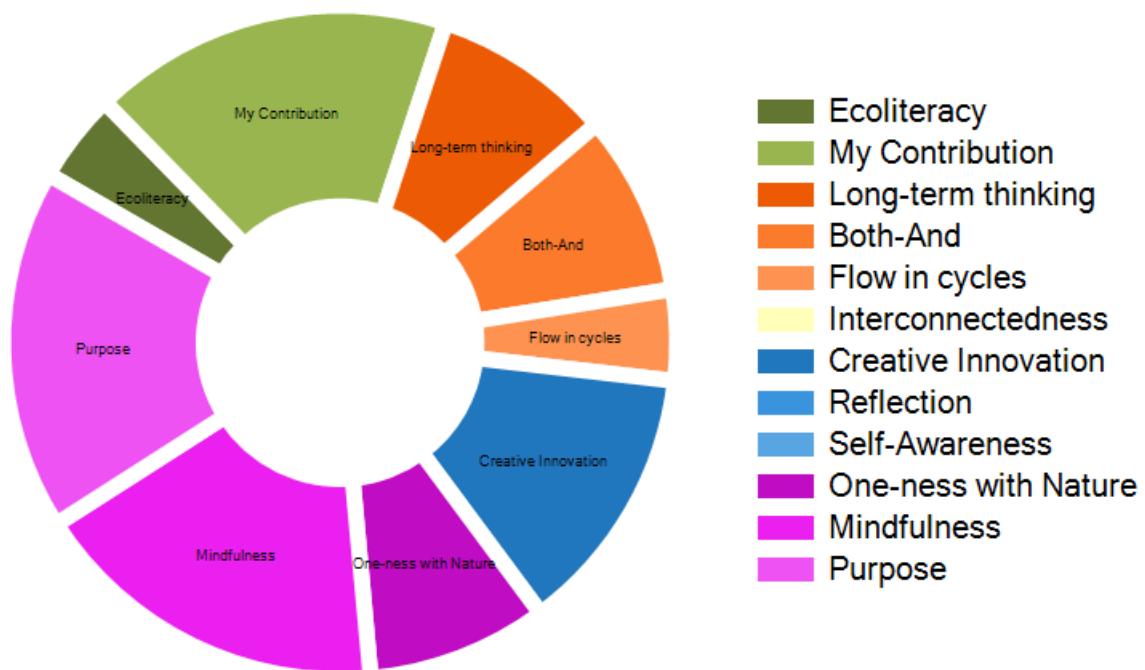 My Contribution
Long-term thinking
Ecoliteracy
Both-And
Flow in cycles
Purpose
Creative Innovation
Mindfulness
One-ness with Nature
Ecoliteracy
My Contribution
Long-term thinking
Both-And
Flow in cycles
Interconnectedness
Creative Innovation
Reflection
Self-Awareness
One-ness with Nature
Mindfulness
Purpose